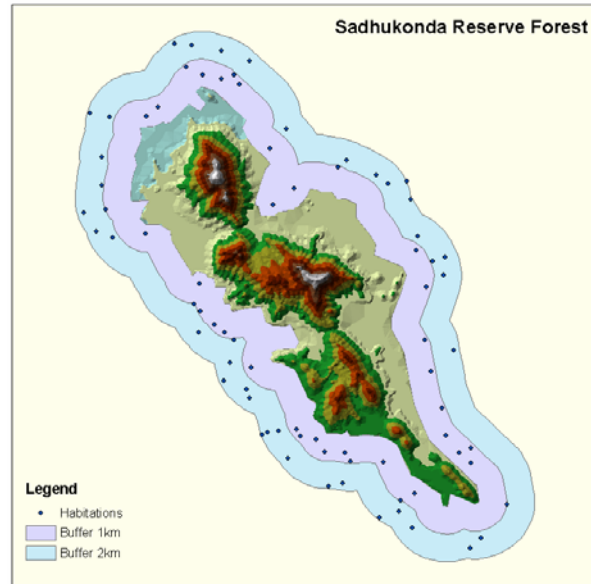 Sadhukonda Reserve Forest
Legend
Habitations
Buffer 1km
Buffer 2km